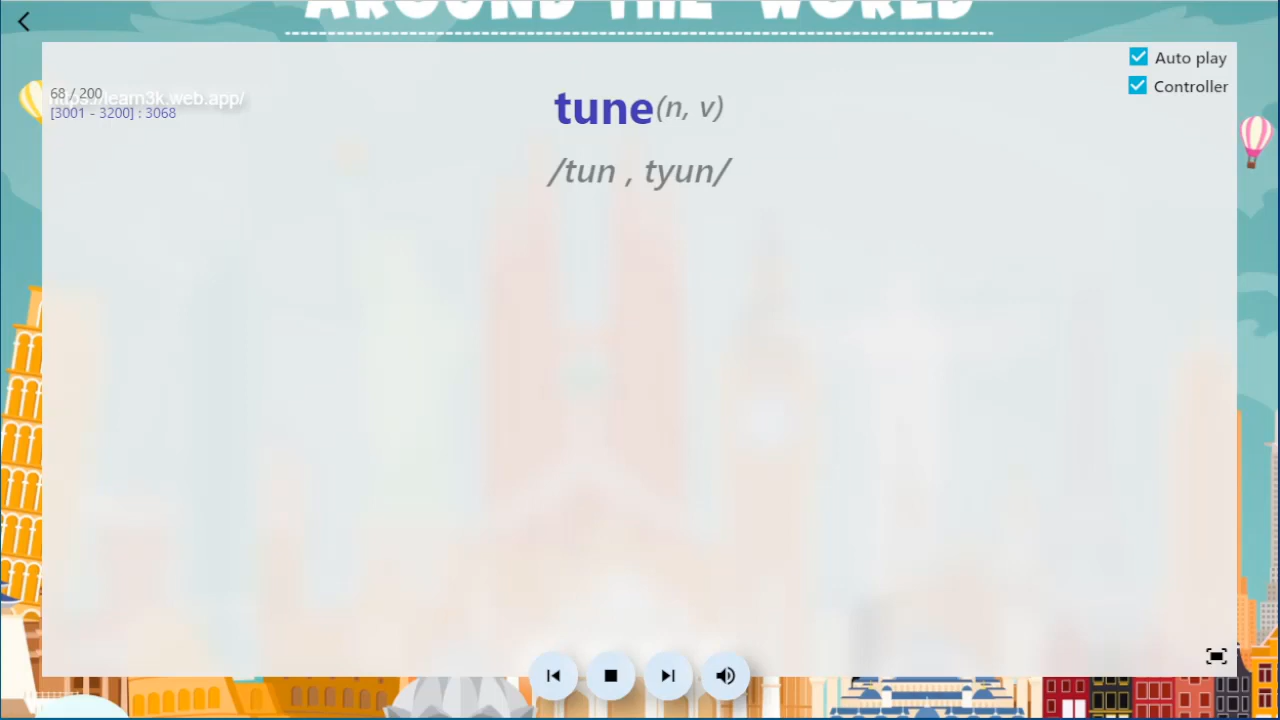 AROUND THE WORLD
Auto play
68 / 200
https://learn3k.web.app/
Controller
tune(n, v)
[3001 - 3200] : 3068
/tun , tyun/